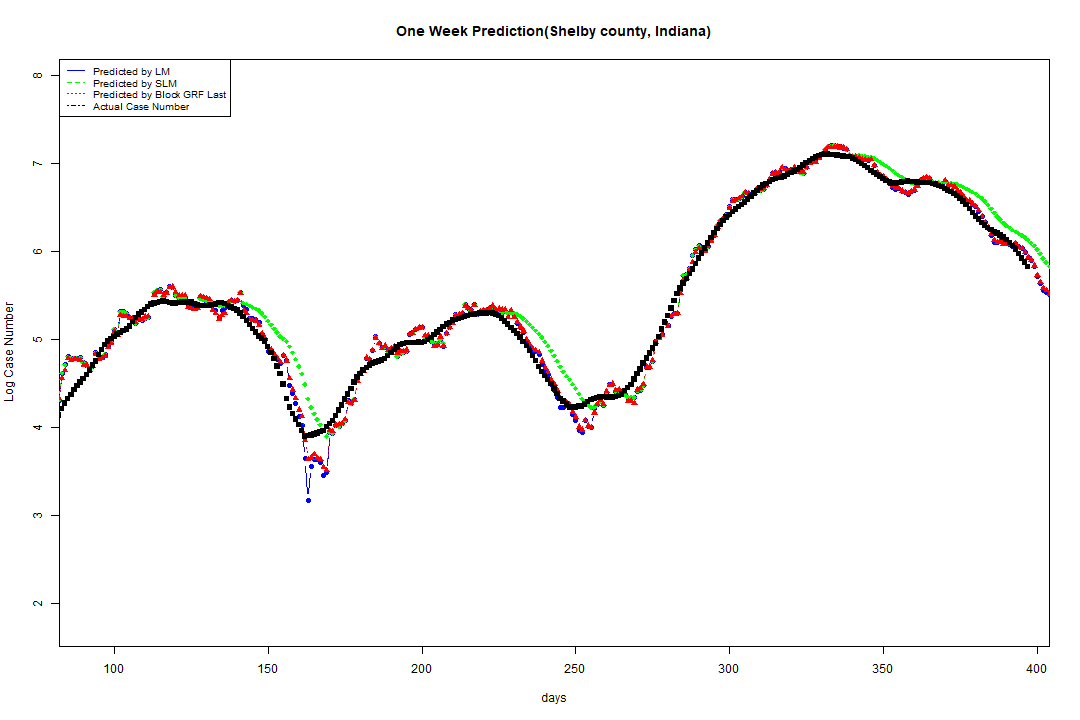 One Week Prediction(Shelby county, Indiana)
Predicted by LM
Predicted by SLM
Predicted by Block GRF Last
Actual Case Number
8
7
6
5
4
3
2
Log Case Number
100 150 200 250 300 350 400
days